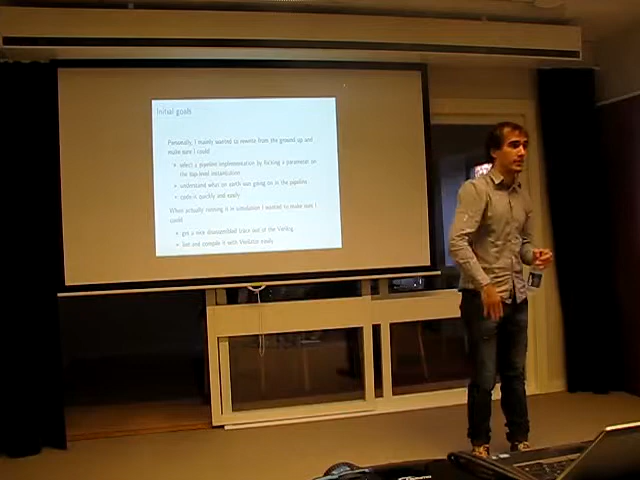 Initial goals
Personally, I mainly wanted to rewrite from the ground up and
make sure I could
select a pipeline implementation by flicking a parameter on
the top-level instantiation
understand what on earth was going on in the pipeline
code it quickly and easily
When actually running it in simulation I wanted to make sure I
could
get a nice disassembled trace out of the Verilog
lint and compile it with Verilator easily